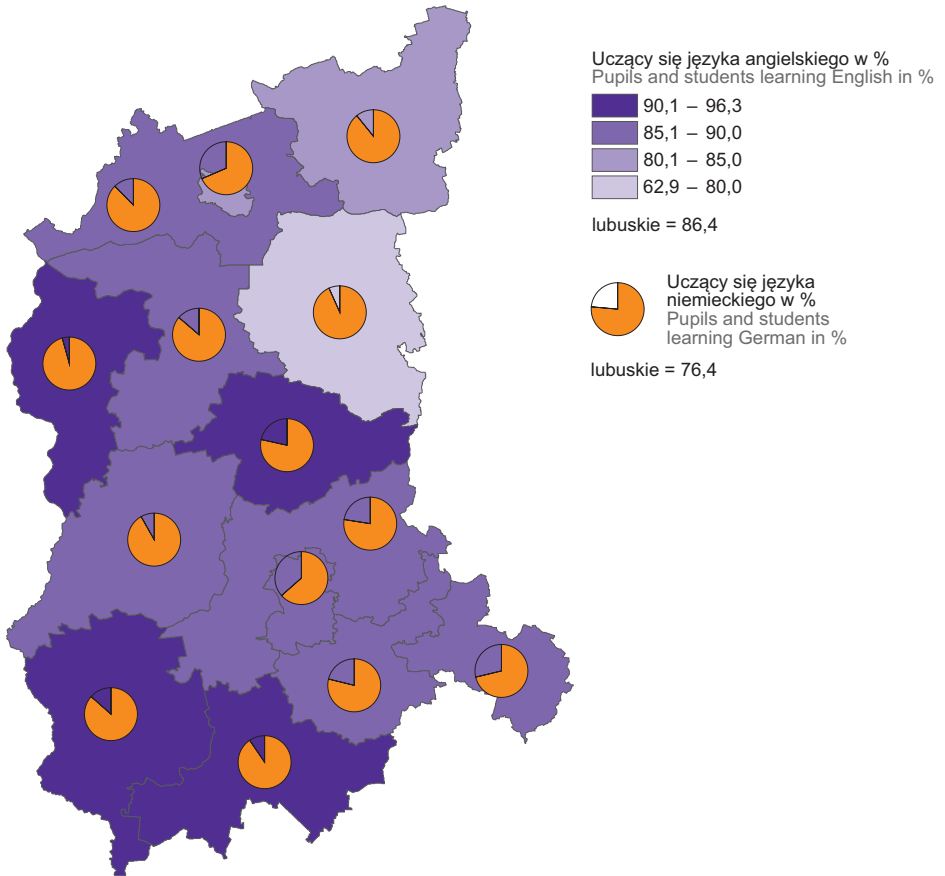 Uczący się języka angielskiego w %
Pupils and students learning English in %
90,1 – 96,3
85,1 – 90,0
80,1 – 85,0
62,9 – 80,0
lubuskie = 86,4
Uczący się języka
niemieckiego w %
Pupils and students
learning German in %
lubuskie = 76,4